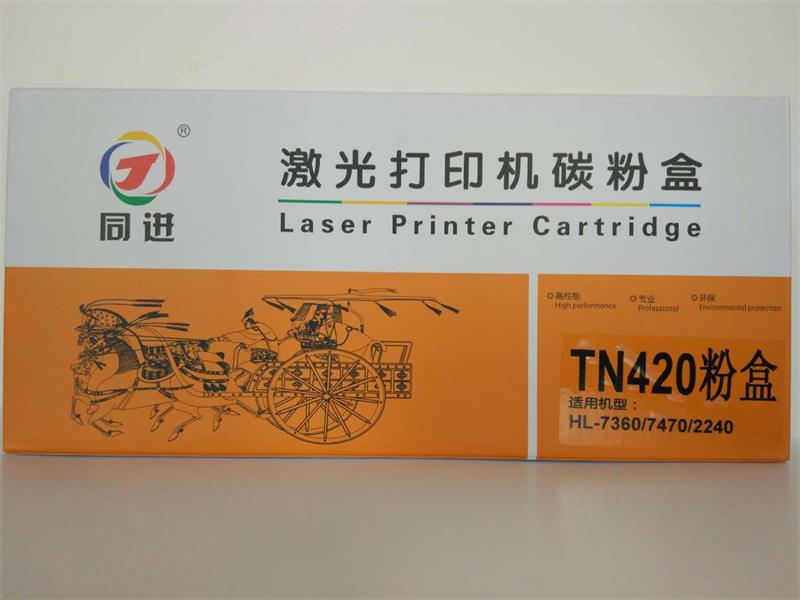 ®
同进
激光打印机碳粉盒
Laser Printer Cartridge
高性能
High performance
专业
Professional
环保
Environmental protection
TN420粉盒
适用机型：
HL-7360/7470/2240